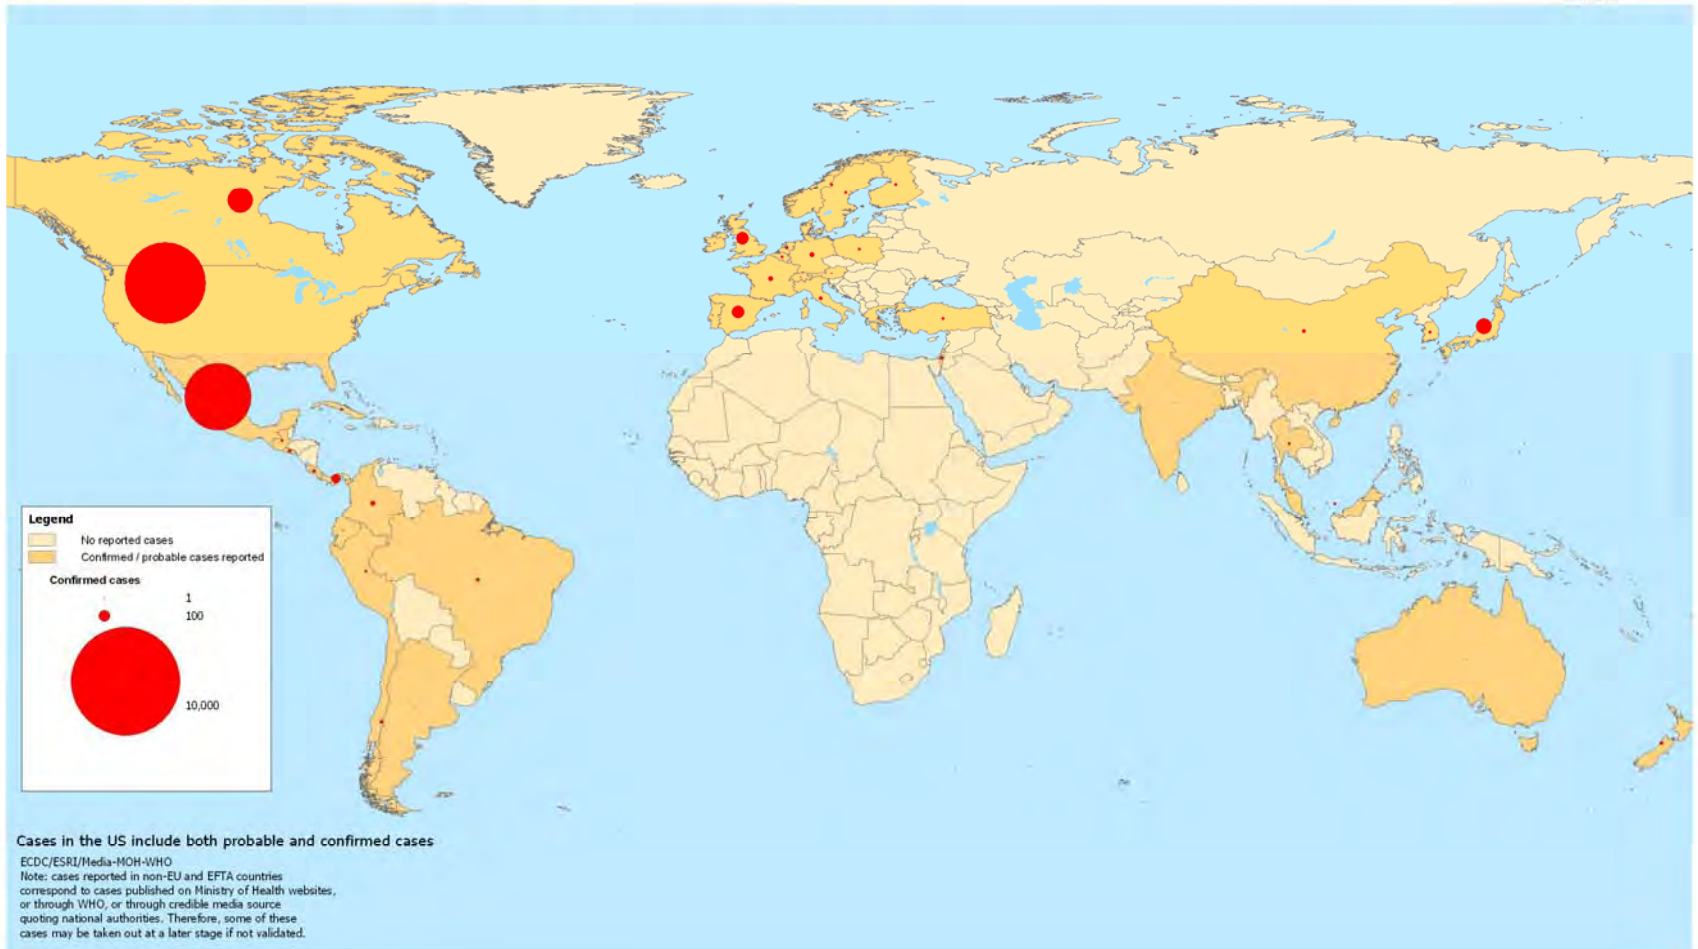 Legend
No reported cases
Confirmed / probable cases reported
Confirmed cases
1
100
10,000
Cases in the US include both probable and confirmed cases
ECDC/ESRI/Media-MOH-WHO
Note: cases reported in non-EU and EFTA countries
correspond to cases published on Ministry of Health websites,
or through WHO, or through credible media source
quoting national authorities. Therefore, some of these
cases may be taken out at a later stage if not validated.